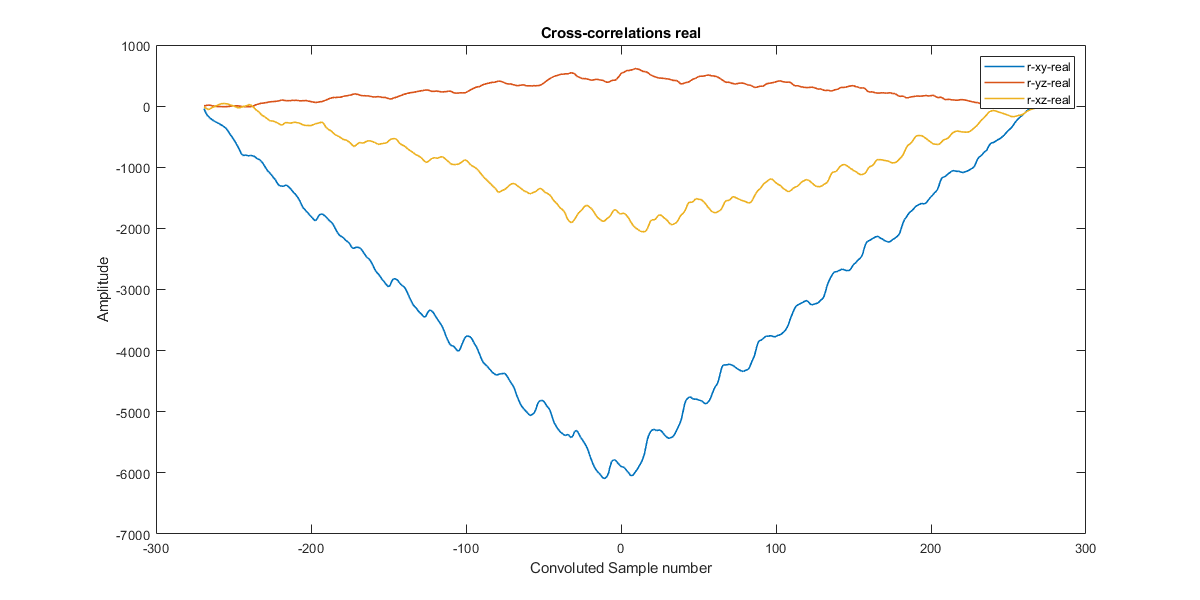 Cross-correlations real
1000
0
-1000
-2000
-3000
-4000
-5000
-6000
-7000
Amplitude
r-xy-real
r-yz-real
r-xz-real
-300
-200
-100
0
100
200
300
Convoluted Sample number